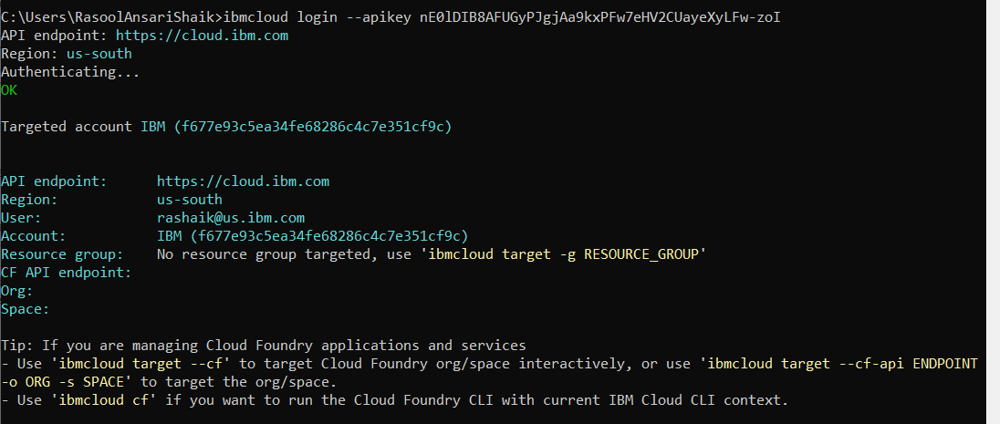 C:\Users\RasoolAnsariShaik>ibmcloud login --apikey nE0lDIB8AFUGyPJgjAa9kxPFw7eHV2CUayeXyLFw-zoI
API endpoint: https://cloud.ibm.com
Region: us-south
Authenticating...
OK
Targeted account IBM (f677e93c5ea34fe68286c4c7e351cf9c)
API endpoint: https://cloud.ibm.com
Region: us-south
User: rashaik@us.ibm.com
Account: IBM (f677e93c5ea34fe68286c4c7e351cf9c)
Resource group: No resource group targeted, use 'ibmcloud target -g RESOURCE_GROUP'
CF API endpoint:
Org:
Space:
Tip: If you are managing Cloud Foundry applications and services
- Use 'ibmcloud target --cf' to target Cloud Foundry org/space interactively, or use 'ibmcloud target --cf-api ENDPOINT
-o ORG -s SPACE' to target the org/space.
- Use 'ibmcloud cf' if you want to run the Cloud Foundry CLI with current IBM Cloud CLI context.